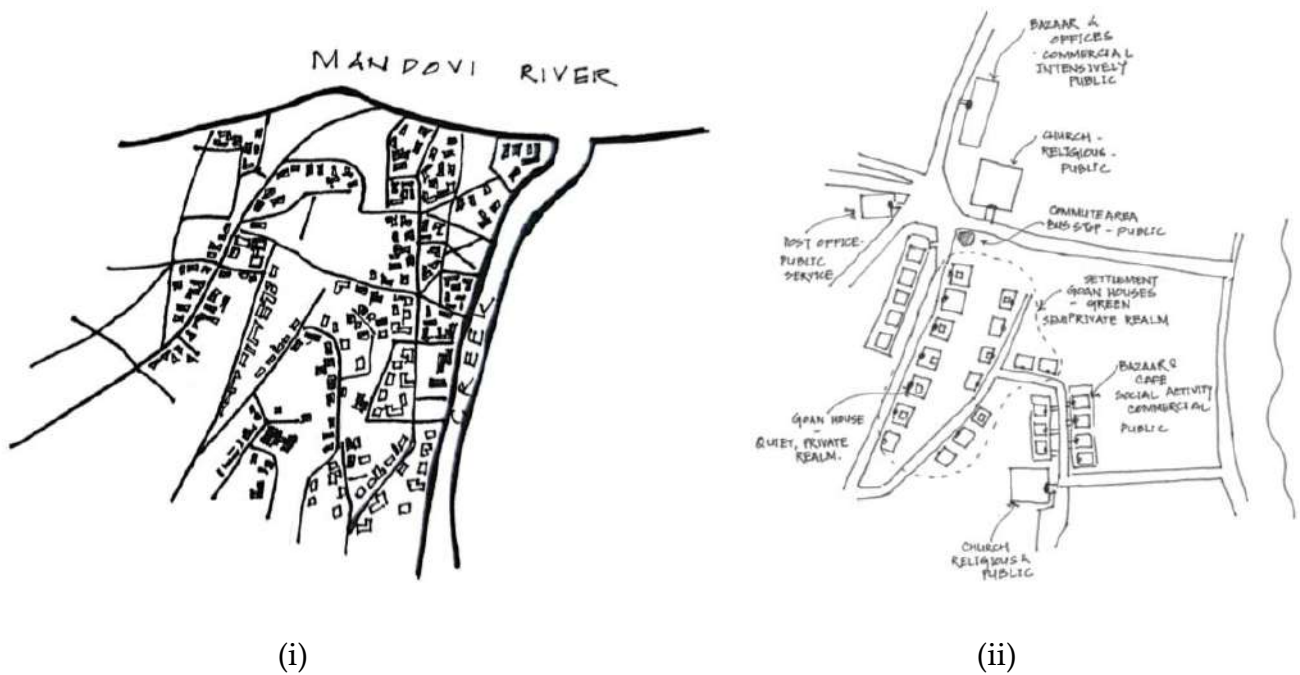 MANDOVI RIVER
CREEK
(i)
BAZAAR &
OFFICES
- COMMERCIAL
INTENSIVELY
PUBLIC
CHURCH -
RELIGIOUS -
PUBLIC
COMMUTE AREA
BUS STOP - PUBLIC
POST OFFICE -
PUBLIC
SERVICE
SETTLEMENT
GOAN HOUSES
- GREEN
SEMIPRIVATE REALM
GOAN HOUSE
-
QUIET, PRIVATE
REALM.
BAZAAR &
CAFE
SOCIAL ACTIVITY
COMMERCIAL
PUBLIC
CHURCH
RELIGIOUS &
PUBLIC
(ii)